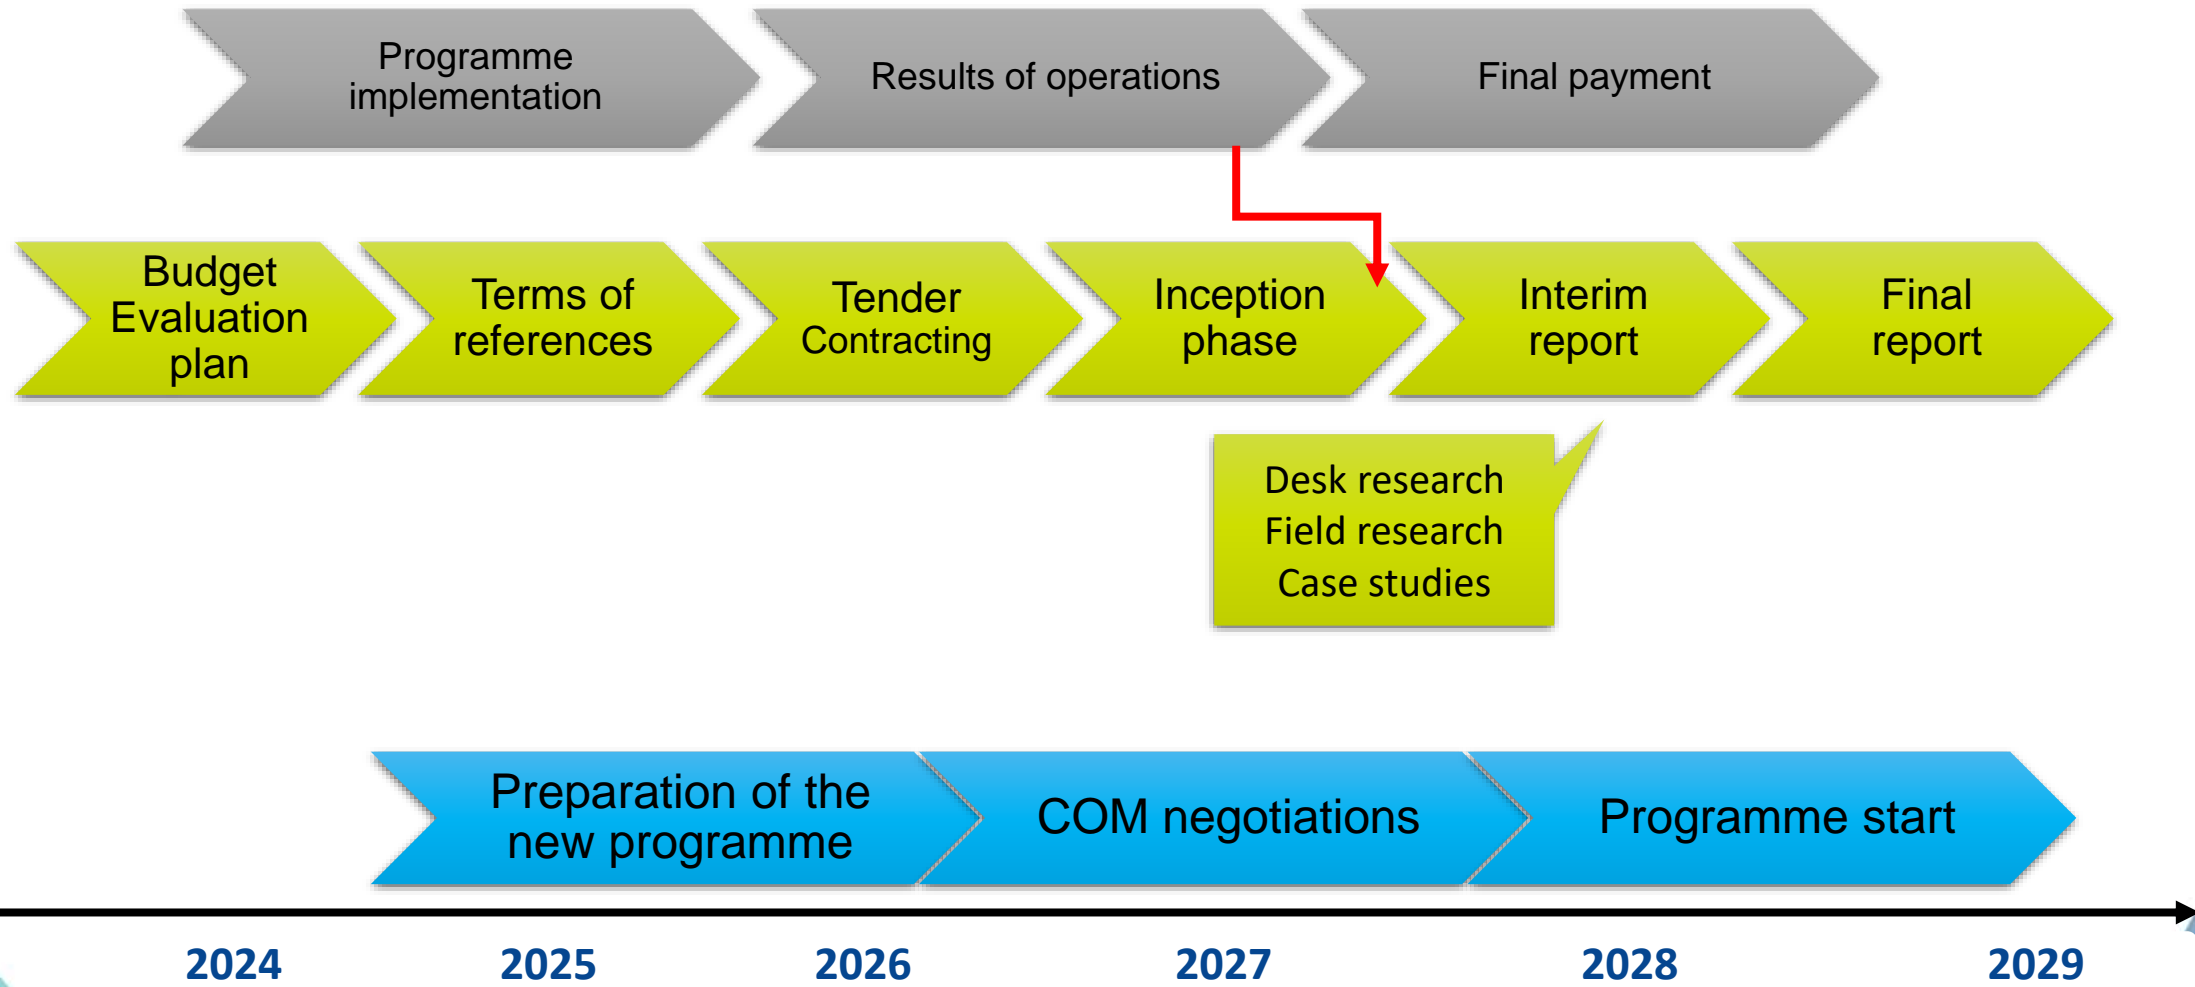 Programme
implementation
Results of operations
Final payment
Budget
Evaluation
plan
Terms of
references
Tender
Contracting
Inception
phase
Interim
report
Final
report
Desk research
Field research
Case studies
Preparation of the
new programme
COM negotiations
Programme start
2024
2025
2026
2027
2028
2029